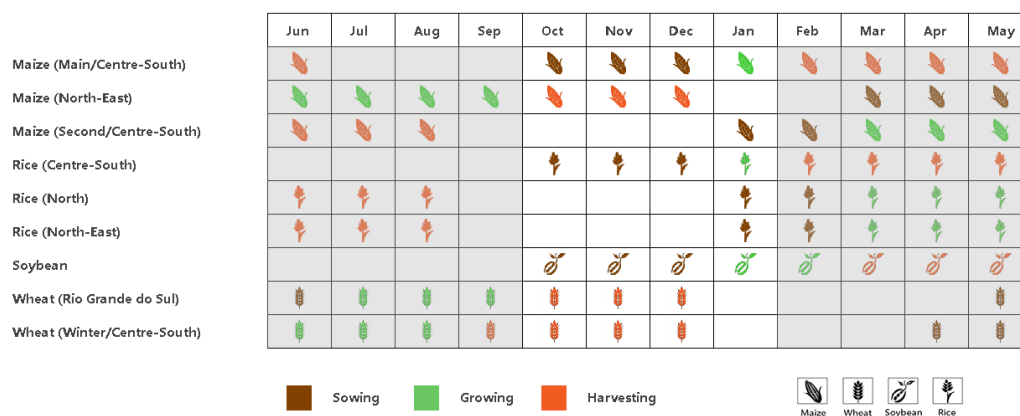 Jun Jul Aug Sep Oct Nov Dec Jan Feb Mar Apr May
Maize (Main/Centre-South)
Maize (North-East)
Maize (Second/Centre-South)
Rice (Centre-South)
Rice (North)
Rice (North-East)
Soybean
Wheat (Rio Grande do Sul)
Wheat (Winter/Centre-South)
Sowing Growing Harvesting
Maize Wheat Soybean Rice